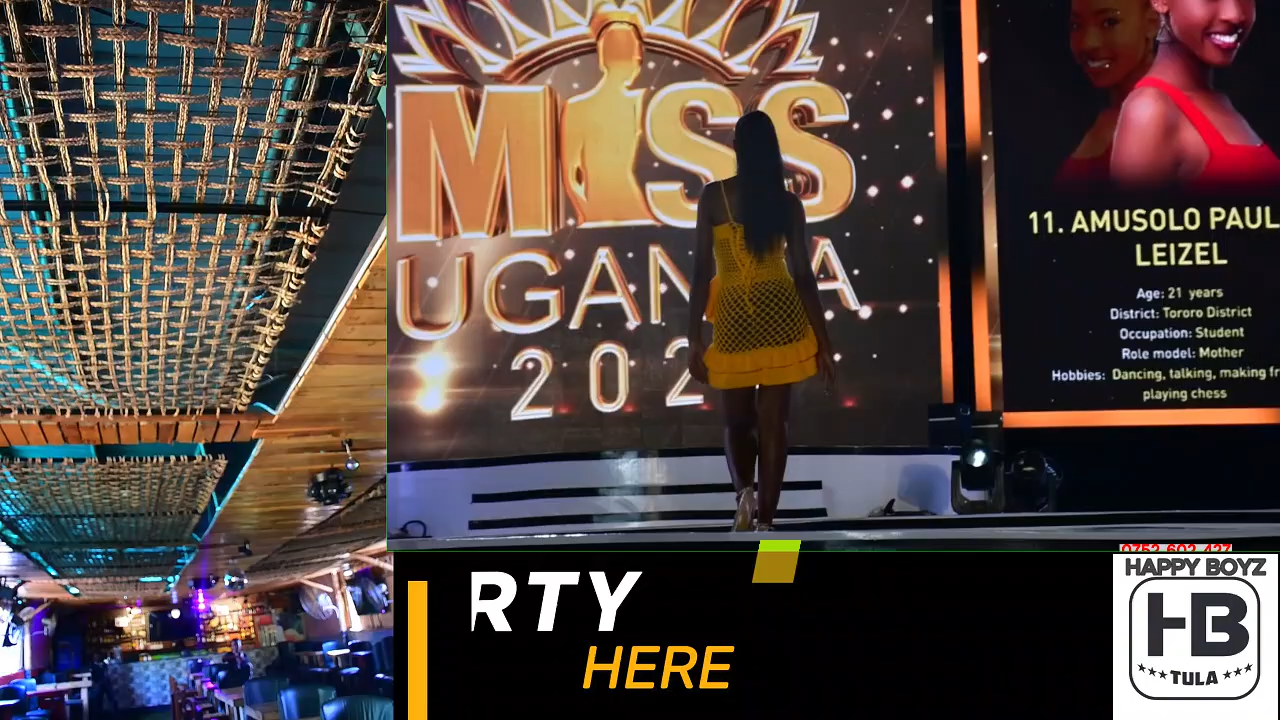 MISS
UGANDA
202
11. AMUSOLO PAUL
LEIZEL
Age: 21 years
District: Tororo District
Occupation: Student
Role model: Mother
Hobbies: Dancing, talking, making fr
playing chess
RTY
HERE
HAPPY BOYZ
HB
TULA